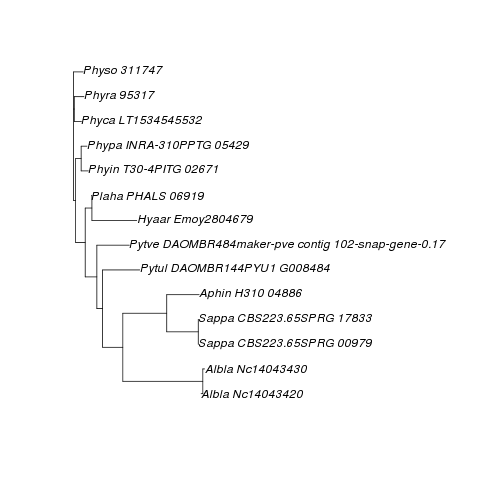 Physo 311747
Phyra 95317
Phyca LT1534545532
Phypa INRA-310PPTG 05429
Phyin T30-4PITG 02671
Plaha PHALS 06919
Hyaar Emoy2804679
Pytve DAOMBR484maker-pve contig 102-snap-gene-0.17
Pytul DAOMBR144PYU1 G008484
Aphin H310 04886
Sappa CBS223.65SPRG 17833
Sappa CBS223.65SPRG 00979
Albla Nc14043430
Albla Nc14043420